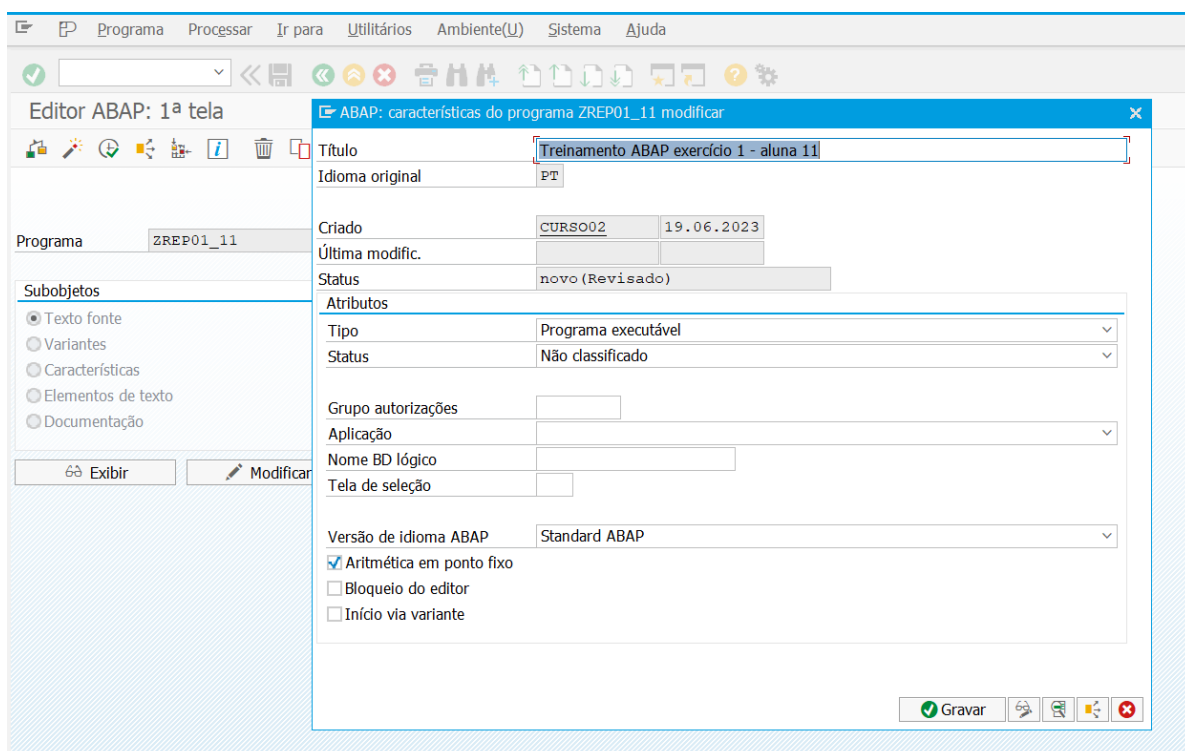 Programa Processar Ir para Utilitários Ambiente(U) Sistema Ajuda
Editor ABAP: 1ª tela
ABAP: características do programa ZREP01_11 modificar
Título Treinamento ABAP exercício 1 - aluna 11
Idioma original PT
Programa ZREP01_11
Criado CURSO02 19.06.2023
Última modific.
Status novo(Revisado)
Subobjetos
Texto fonte
Variantes
Características
Elementos de texto
Documentação
Exibir Modificar
Atributos
Tipo Programa executável
Status Não classificado
Grupo autorizações
Aplicação
Nome BD lógico
Tela de seleção
Versão de idioma ABAP Standard ABAP
Aritmética em ponto fixo
Bloqueio do editor
Início via variante
Gravar